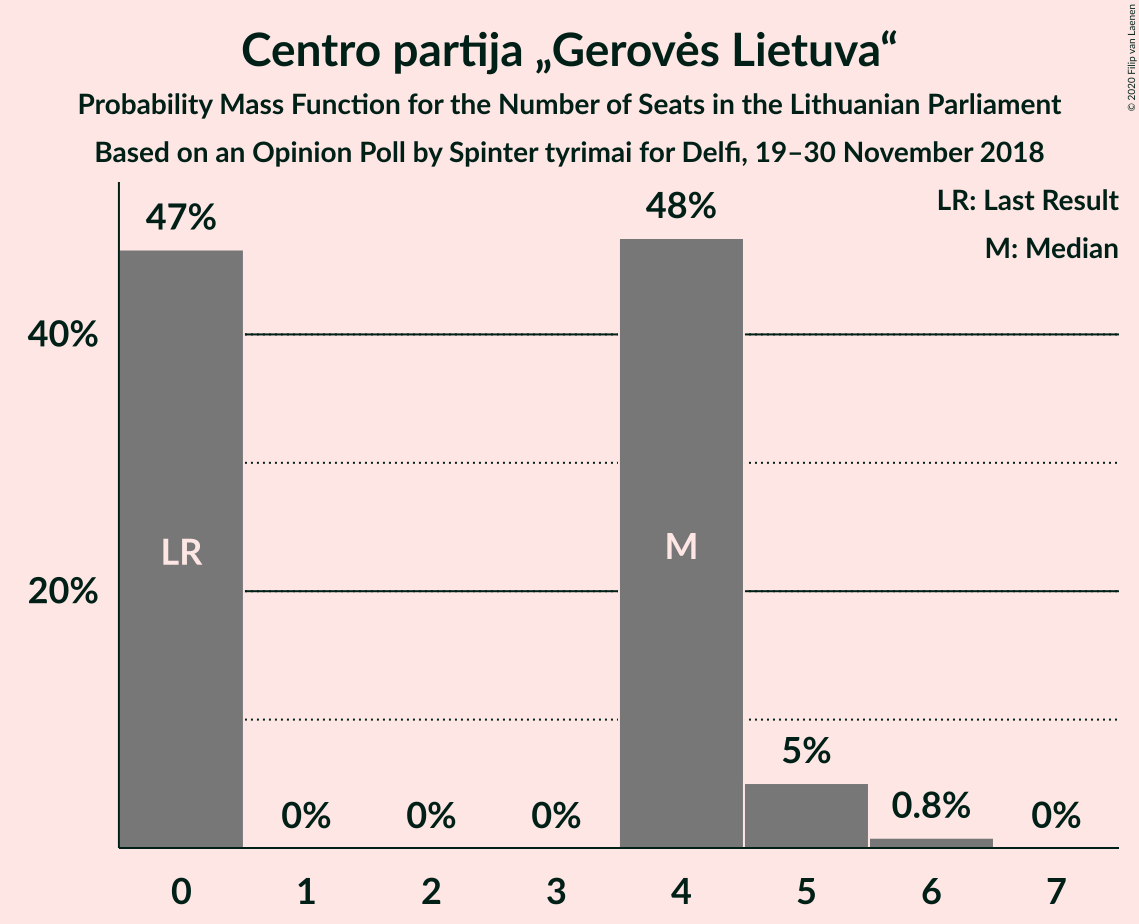 Centro partija „Gerovės Lietuva“
Probability Mass Function for the Number of Seats in the Lithuanian Parliament
Based on an Opinion Poll by Spinter tyrimai for Delfi, 19–30 November 2018
© 2020 Filip van Laenen
LR: Last Result
M: Median
47%
48%
40%
LR
M
20%
5%
0%
0%
0%
0.8%
0%
0
1
2
3
4
5
6
7